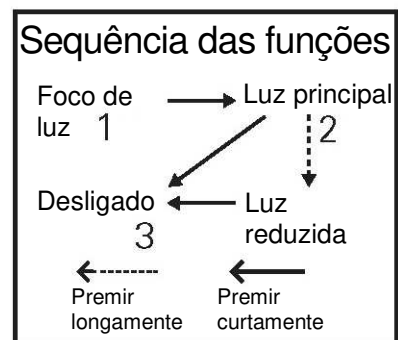 Sequência das funções
Foco de
luz 1
Luz principal
2
Desligado
3
Luz
reduzida
Premir
longamente
Premir
curtamente